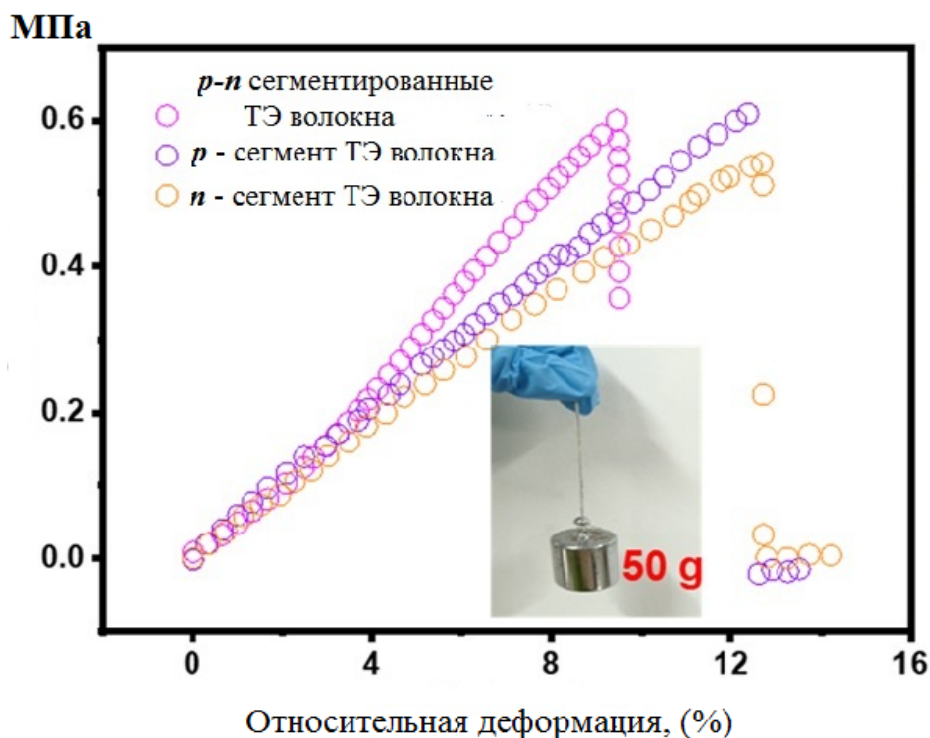 МПа
p-n сегментированные
ТЭ волокна
p - сегмент ТЭ волокна
n - сегмент ТЭ волокна
0.6
0.4
0.2
0.0
50 g
0 4 8 12 16
Относительная деформация, (%)